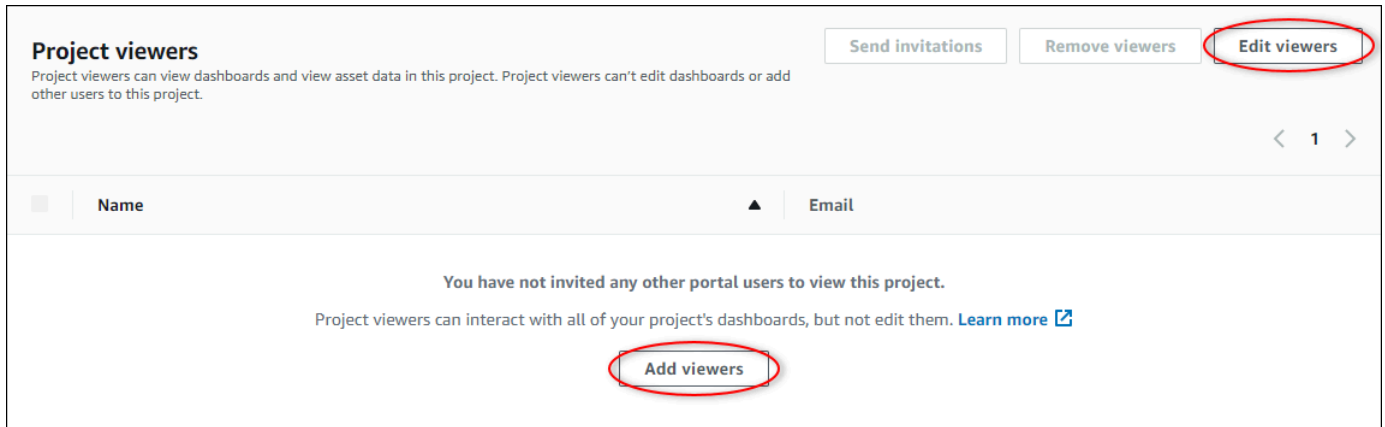 Project viewers
Send invitations
Remove viewers
Edit viewers
Project viewers can view dashboards and view asset data in this project. Project viewers can't edit dashboards or add
other users to this project.
1
Name
Email
You have not invited any other portal users to view this project.
Project viewers can interact with all of your project's dashboards, but not edit them. Learn more
Add viewers